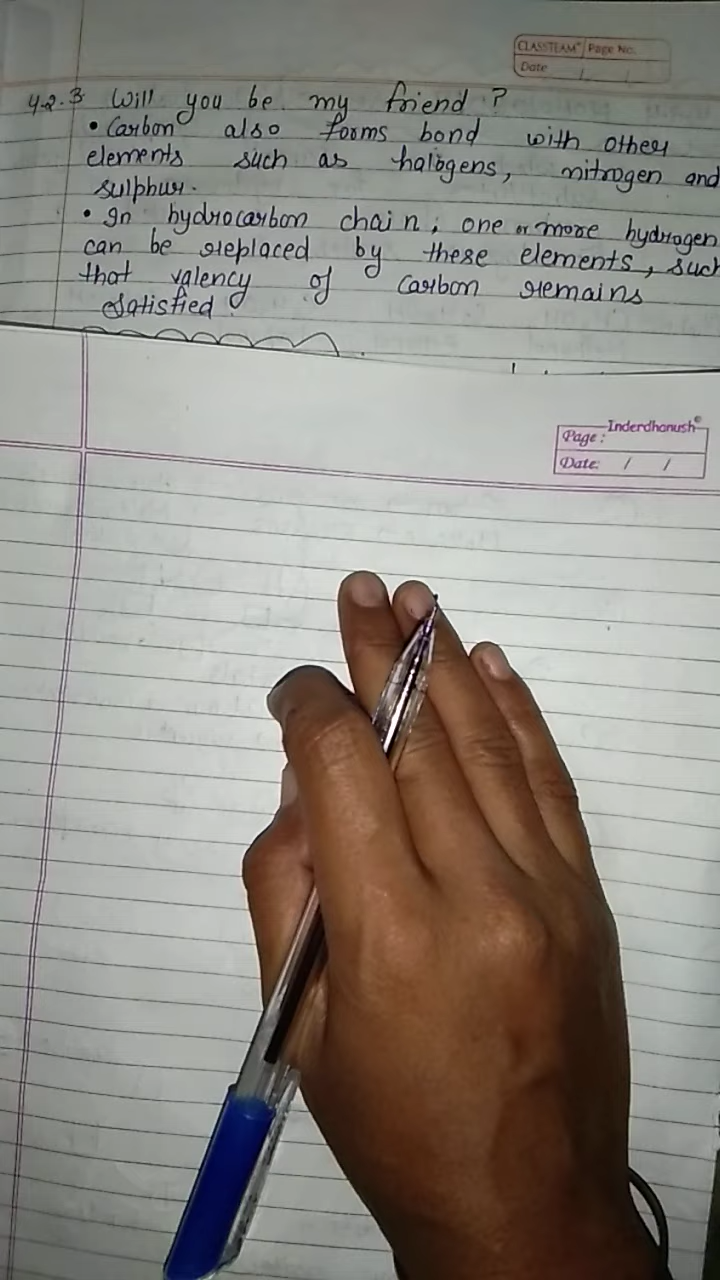 CLASSTEAM Page No.
Date / /
4.2.3 Will you be my friend ?
• Carbon also forms bond with other
elements such as halogens, nitrogen and
sulphur.
• In hydrocarbon chain, one or more hydrogen
can be replaced by these elements, such
that valency of carbon remains
satisfied.
Inderdhanush©
Page :
Date: / /